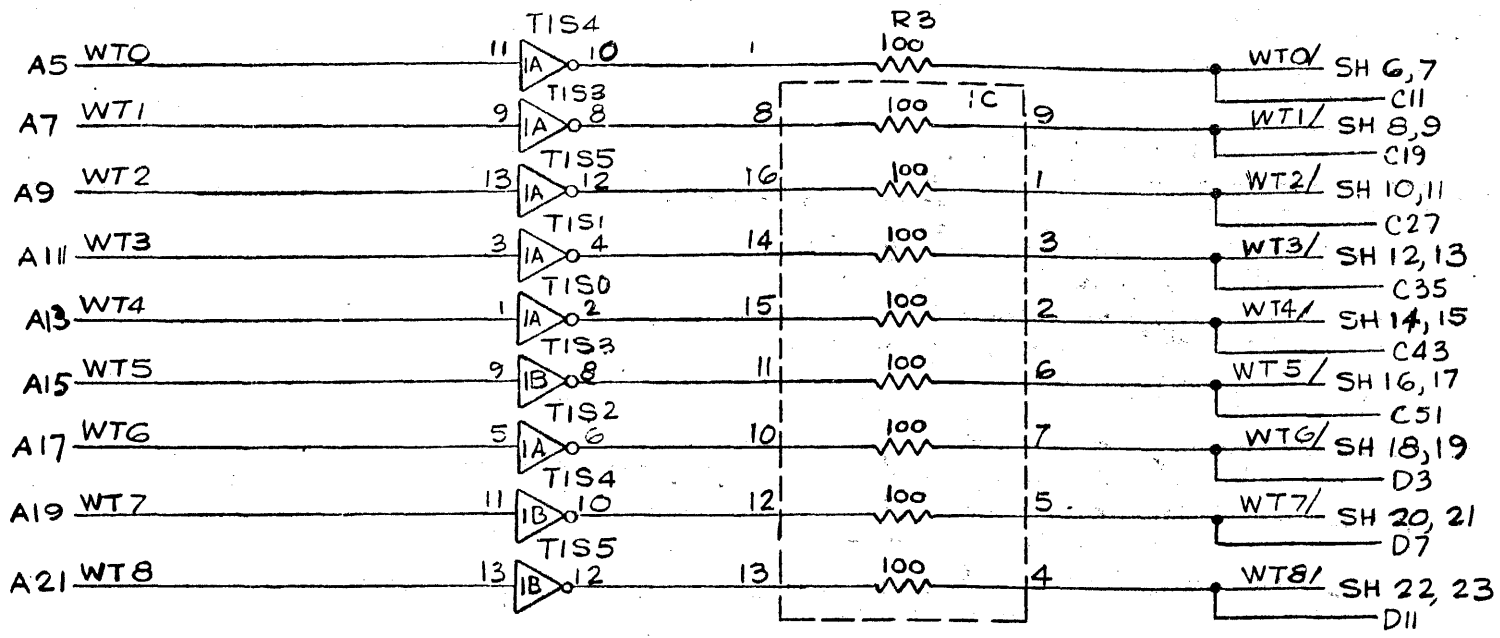 TIS4 R3
A5 WT0 11 1A 10 1 100 WT0/ SH 6,7
C11
TIS3 1C
A7 WT1 9 1A 8 8 100 9 WT1/ SH 8,9
C19
TIS5
A9 WT2 13 1A 12 16 100 1 WT2/ SH 10,11
C27
TIS1
A11 WT3 3 1A 4 14 100 3 WT3/ SH 12,13
C35
TIS0
A13 WT4 1 1A 2 15 100 2 WT4/ SH 14,15
C43
TIS3
A15 WT5 9 1B 8 11 100 6 WT5/ SH 16,17
C51
TIS2
A17 WT6 5 1A 6 10 100 7 WT6/ SH 18,19
D3
TIS4
A19 WT7 11 1B 10 12 100 5 WT7/ SH 20,21
D7
TIS5
A21 WT8 13 1B 12 13 100 4 WT8/ SH 22,23
D11